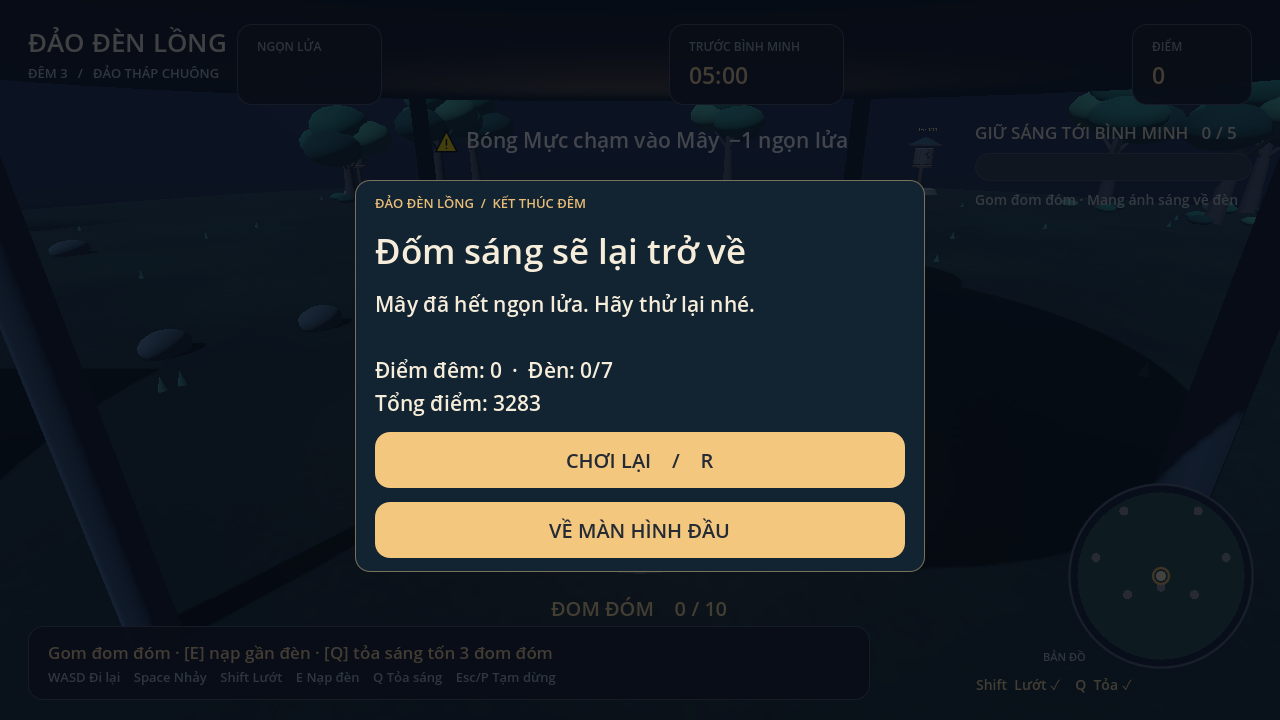 ĐẢO ĐÈN LỒNG
ĐÊM 3 / ĐẢO THÁP CHUÔNG
NGỌN LỬA
TRƯỚC BÌNH MINH
05:00
ĐIỂM
0
Bóng Mực chạm vào Mây −1 ngọn lửa
GIỮ SÁNG TỚI BÌNH MINH 0 / 5
Gom đom đóm · Mang ánh sáng về đèn
ĐẢO ĐÈN LỒNG / KẾT THÚC ĐÊM
Đốm sáng sẽ lại trở về
Mây đã hết ngọn lửa. Hãy thử lại nhé.
Điểm đêm: 0 · Đèn: 0/7
Tổng điểm: 3283
CHƠI LẠI / R
VỀ MÀN HÌNH ĐẦU
ĐOM ĐÓM 0 / 10
Gom đom đóm · [E] nạp gần đèn · [Q] tỏa sáng tốn 3 đom đóm
WASD Đi lại Space Nhảy Shift Lướt E Nạp đèn Q Tỏa sáng Esc/P Tạm dừng
BẢN ĐỒ
Shift Lướt ✓ Q Tỏa ✓